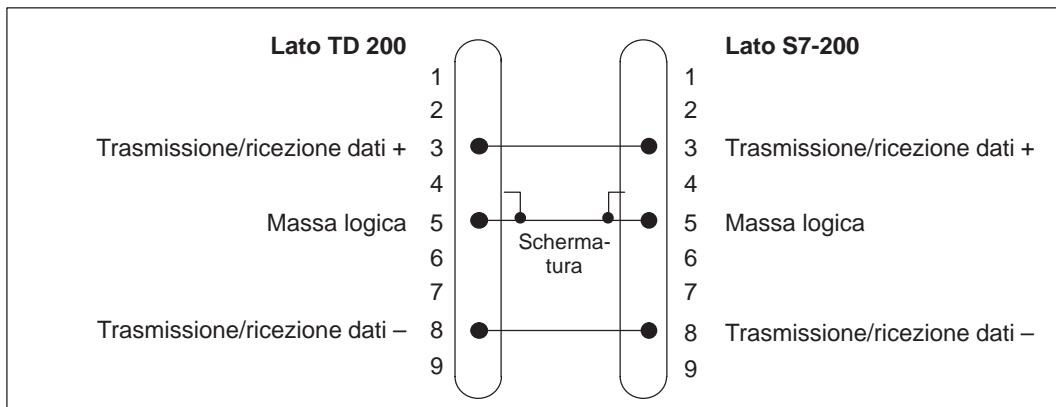 Lato TD 200 Lato S7-200
1 1
2 2
Trasmissione/ricezione dati + 3 3 Trasmissione/ricezione dati +
4 4
Massa logica 5 5 Massa logica
Scherma-
tura
6 6
7 7
Trasmissione/ricezione dati – 8 8 Trasmissione/ricezione dati –
9 9